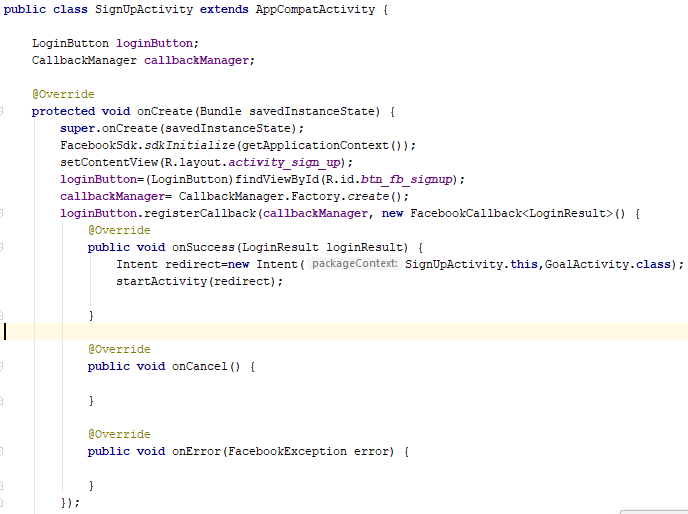 public class SignUpActivity extends AppCompatActivity {
LoginButton loginButton;
CallbackManager callbackManager;
@Override
protected void onCreate(Bundle savedInstanceState) {
super.onCreate(savedInstanceState);
FacebookSdk.sdkInitialize(getApplicationContext());
setContentView(R.layout.activity_sign_up);
loginButton=(LoginButton)findViewById(R.id.btn_fb_signup);
callbackManager= CallbackManager.Factory.create();
loginButton.registerCallback(callbackManager, new FacebookCallback<LoginResult>() {
@Override
public void onSuccess(LoginResult loginResult) {
Intent redirect=new Intent( packageContext: SignUpActivity.this,GoalActivity.class);
startActivity(redirect);
}
@Override
public void onCancel() {
}
@Override
public void onError(FacebookException error) {
}
});